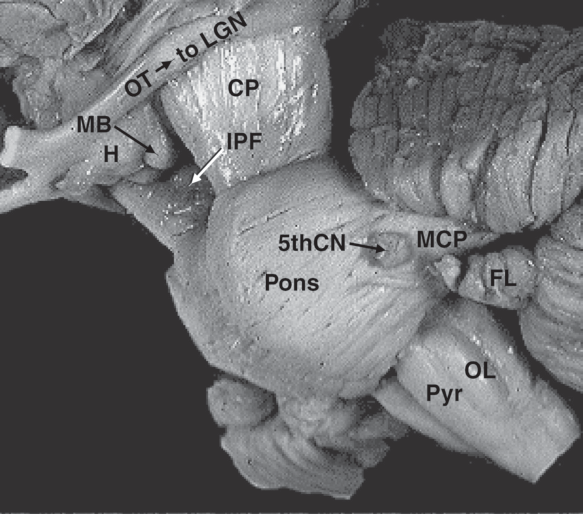 OT → to LGN
CP
MB
IPF
H
5thCN
MCP
Pons
FL
OL
Pyr